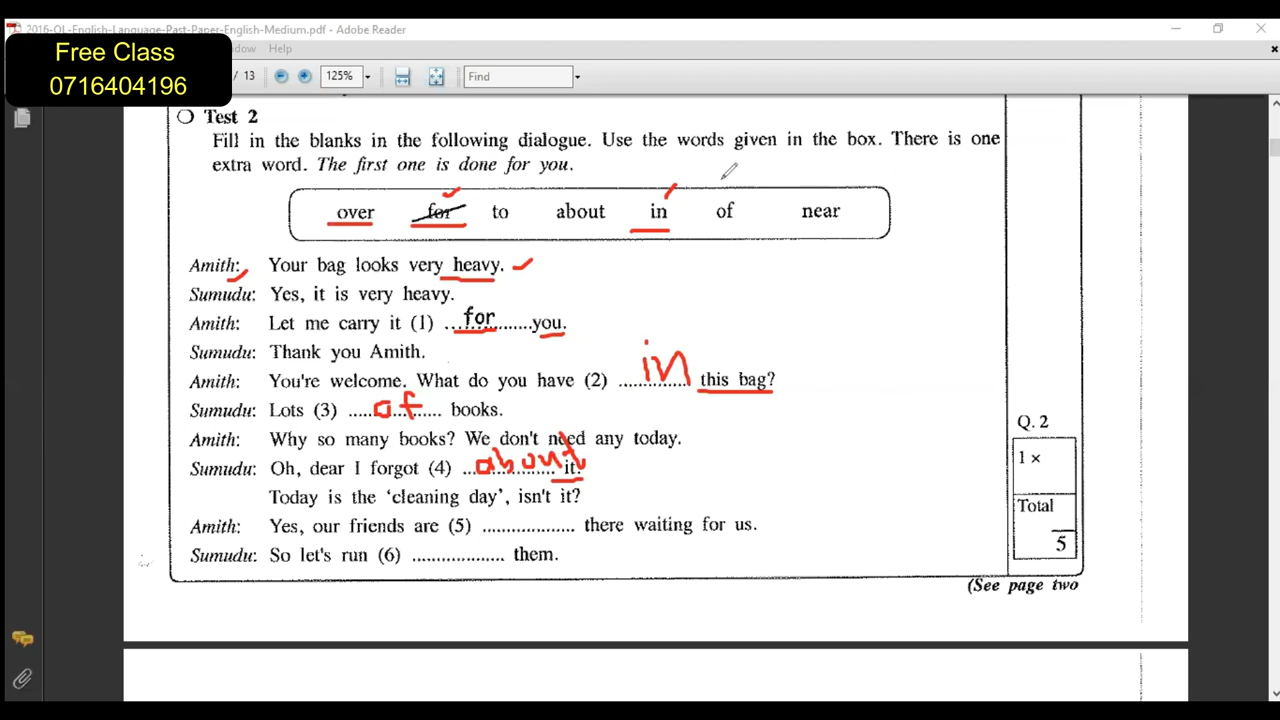 2016-OL-English-Language-Past-Paper-English-Medium.pdf - Adobe Reader
Free Class
0716404196
Window Help
/ 13 125% Find
Test 2
Fill in the blanks in the following dialogue. Use the words given in the box. There is one
extra word. The first one is done for you.
over for to about in of near
Amith: Your bag looks very heavy.
Sumudu: Yes, it is very heavy.
Amith: Let me carry it (1) ....for.........you.
Sumudu: Thank you Amith.
Amith: You're welcome. What do you have (2) ......in...... this bag?
Sumudu: Lots (3) .....of..... books.
Amith: Why so many books? We don't need any today.
Sumudu: Oh, dear I forgot (4) ...about... it.
Today is the 'cleaning day', isn't it?
Amith: Yes, our friends are (5) ................... there waiting for us.
Sumudu: So let's run (6) ................... them.
Q. 2
1 ×
Total
5
(See page two